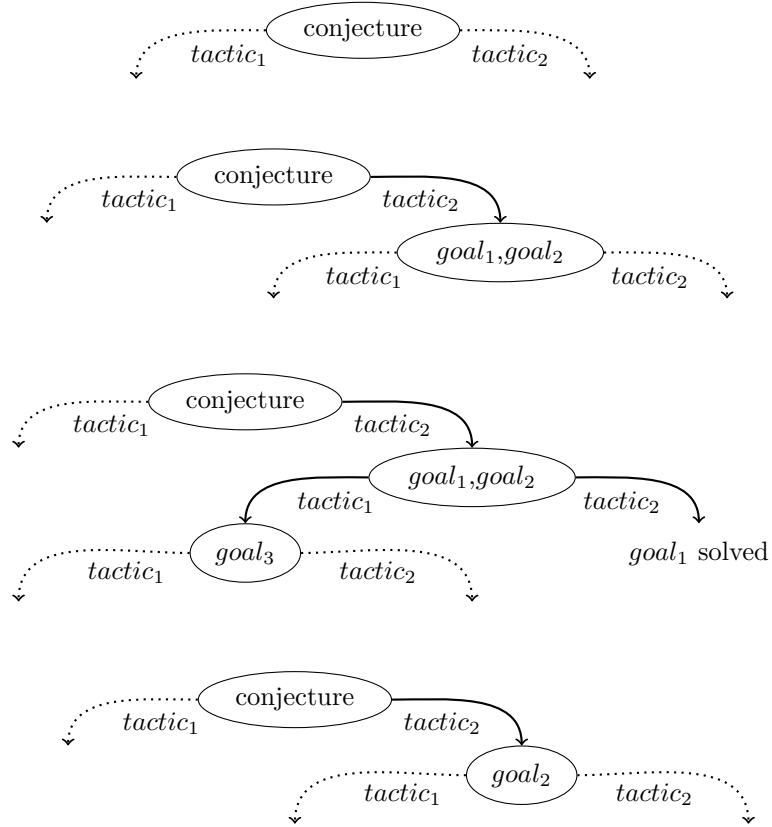 conjecture
tactic₁ tactic₂
conjecture
tactic₁ tactic₂
goal₁,goal₂
tactic₁ tactic₂
conjecture
tactic₁ tactic₂
goal₁,goal₂
tactic₁ tactic₂
goal₃ goal₁ solved
tactic₁ tactic₂
conjecture
tactic₁ tactic₂
goal₂
tactic₁ tactic₂